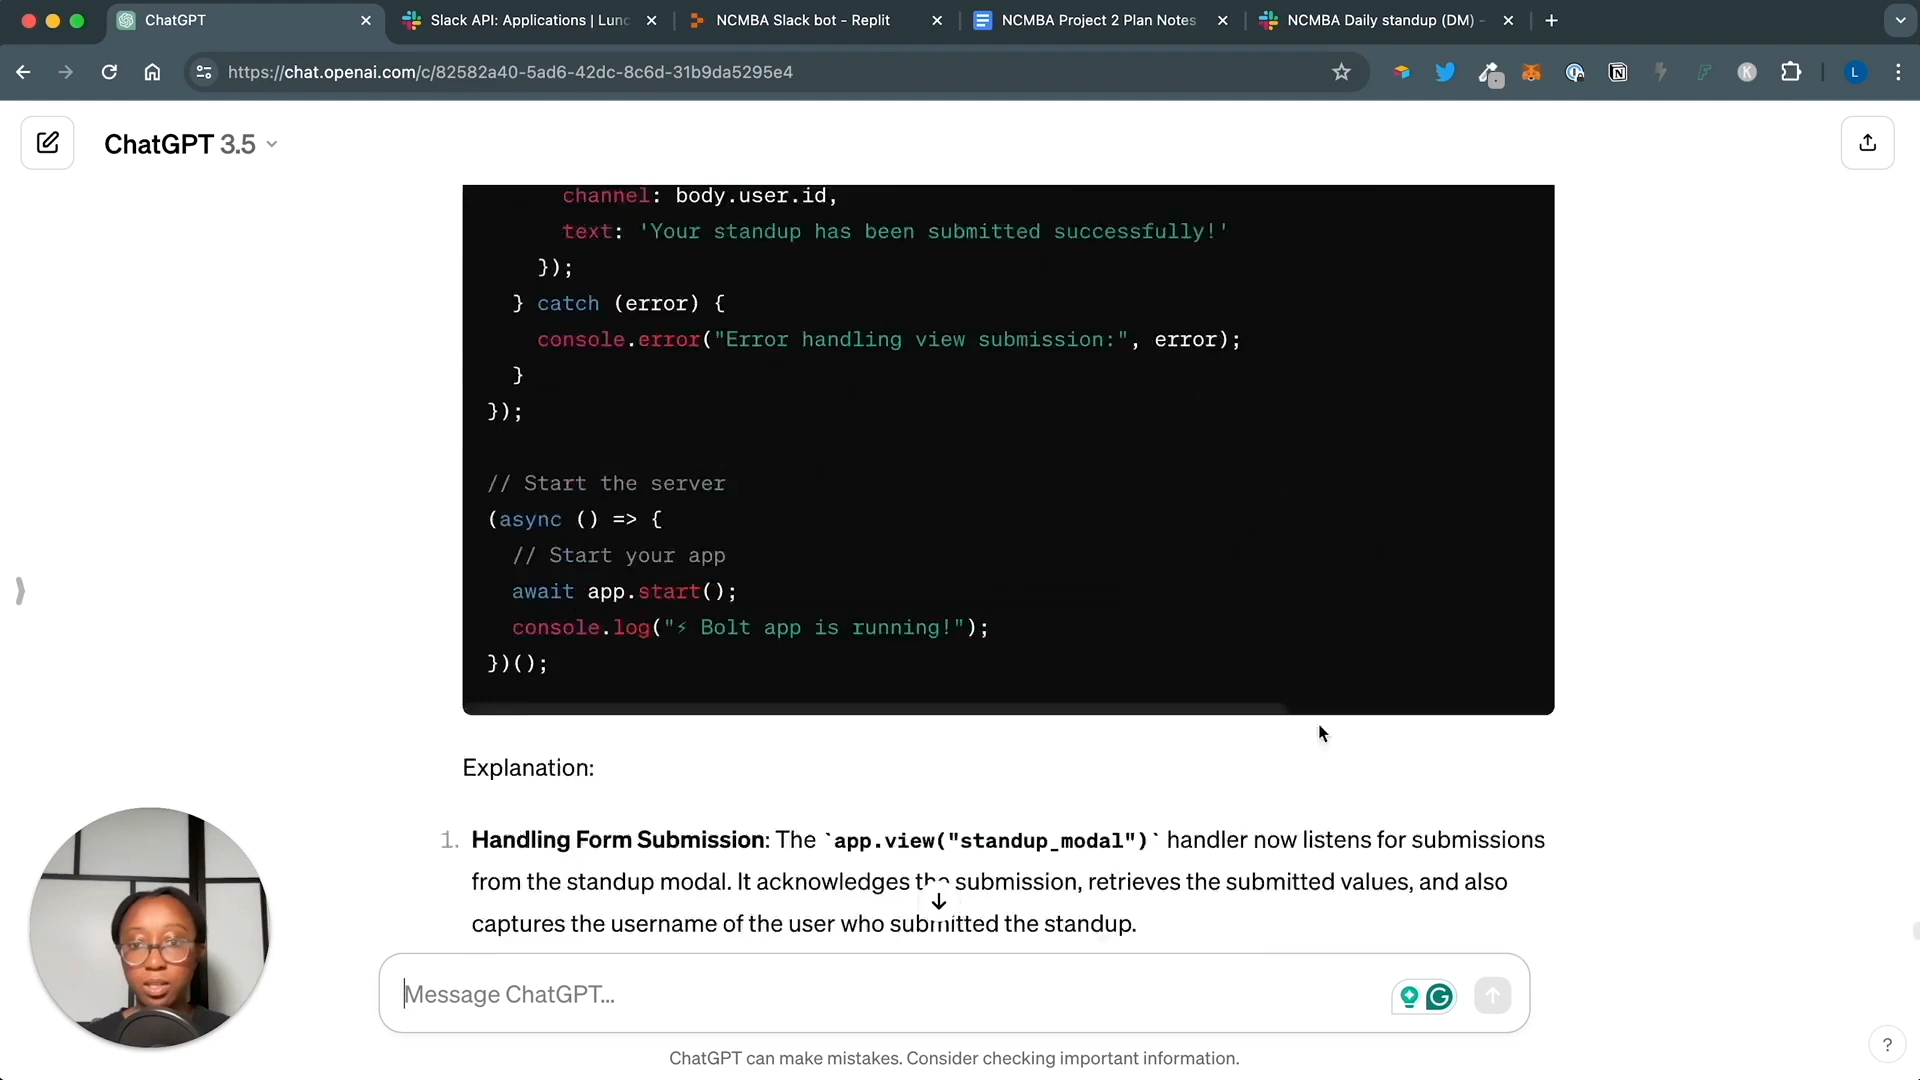 ChatGPT
Slack API: Applications | Lunc
NCMBA Slack bot - Replit
NCMBA Project 2 Plan Notes
NCMBA Daily standup (DM) -
https://chat.openai.com/c/82582a40-5ad6-42dc-8c6d-31b9da5295e4
L
ChatGPT 3.5
channel: body.user.id,
text: 'Your standup has been submitted successfully!'
});
} catch (error) {
console.error("Error handling view submission:", error);
}
});
// Start the server
(async () => {
// Start your app
await app.start();
console.log("⚡ Bolt app is running!");
})();
Explanation:
1. Handling Form Submission: The `app.view("standup_modal")` handler now listens for submissions
from the standup modal. It acknowledges the submission, retrieves the submitted values, and also
captures the username of the user who submitted the standup.
Message ChatGPT...
ChatGPT can make mistakes. Consider checking important information.
?